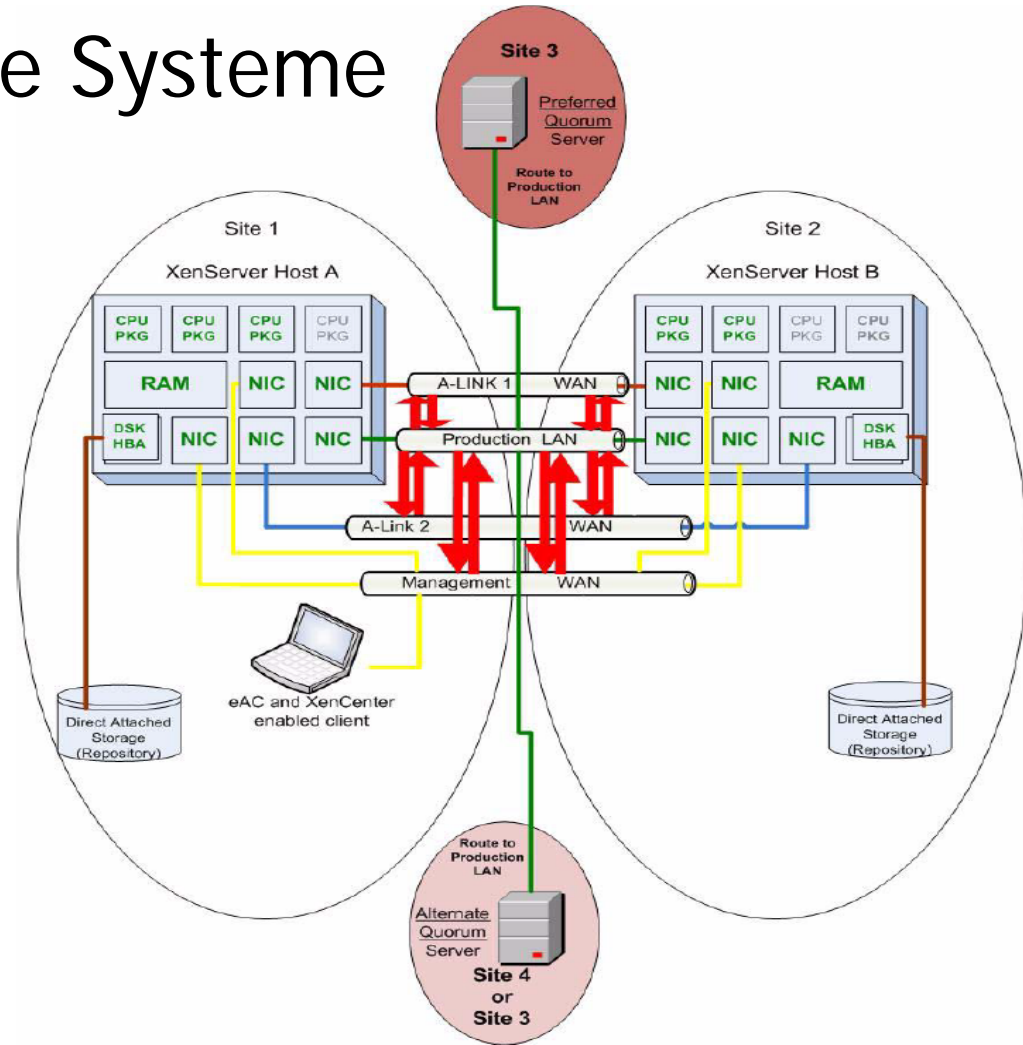 e Systeme
Site 3
Preferred
Quorum
Server
Route to
Production
LAN
Site 1
XenServer Host A
CPU
PKG
CPU
PKG
CPU
PKG
CPU
PKG
RAM
NIC
NIC
DSK
HBA
NIC
NIC
NIC
Site 2
XenServer Host B
CPU
PKG
CPU
PKG
CPU
PKG
CPU
PKG
NIC
NIC
RAM
NIC
NIC
NIC
DSK
HBA
A-LINK 1 WAN
Production LAN
A-Link 2 WAN
Management WAN
eAC and XenCenter
enabled client
Direct Attached
Storage
(Repository)
Direct Attached
Storage
(Repository)
Route to
Production
LAN
Alternate
Quorum
Server
Site 4
or
Site 3